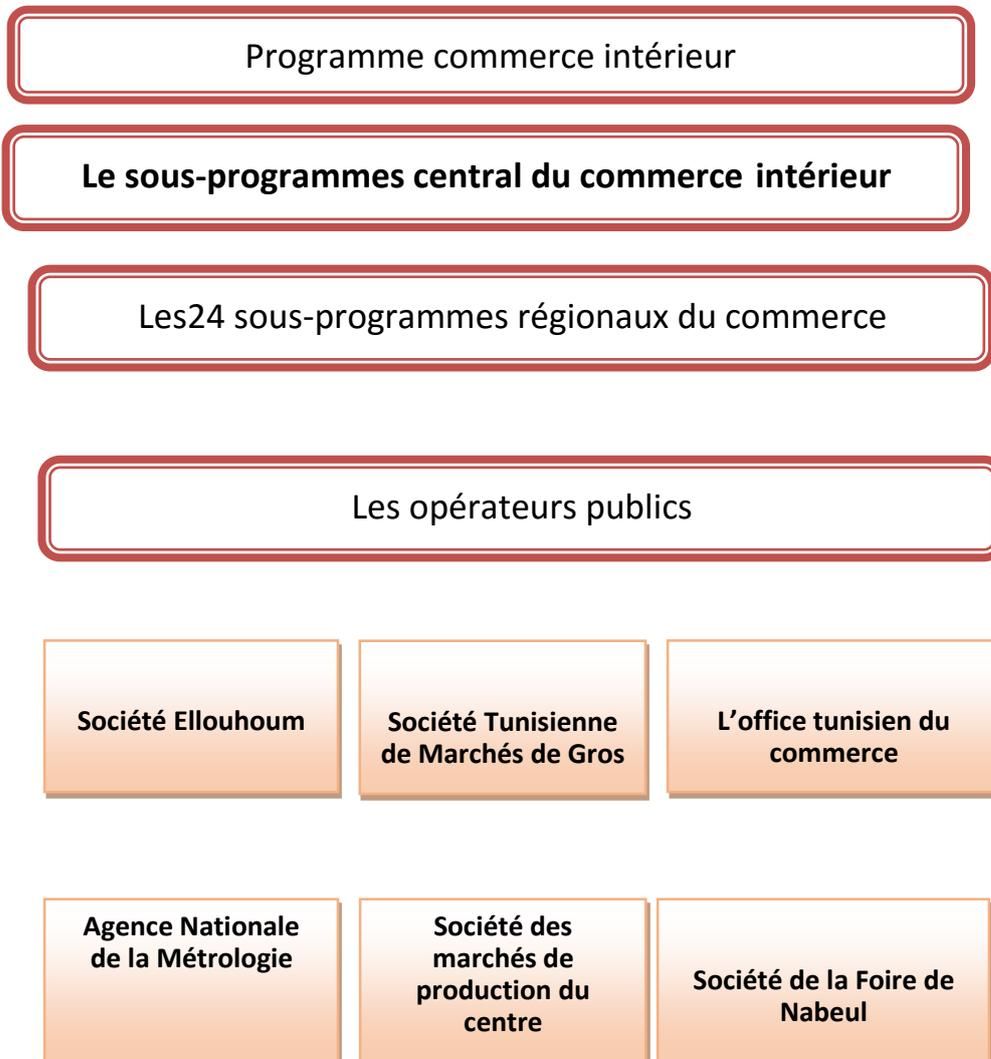 Programme commerce intérieur
Le sous-programmes central du commerce intérieur
Les24 sous-programmes régionaux du commerce
Les opérateurs publics
Société Ellouhoum
Société Tunisienne
de Marchés de Gros
L’office tunisien du
commerce
Agence Nationale
de la Métrologie
Société des
marchés de
production du
centre
Société de la Foire de
Nabeul